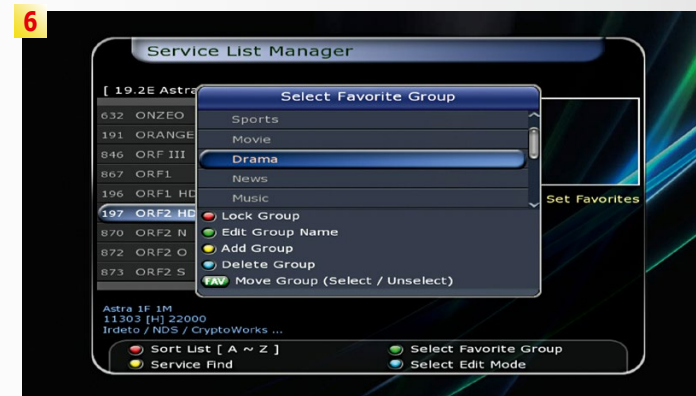 6
Service List Manager
[ 19.2E Astra
Select Favorite Group
632 ONZEO
Sports
191 ORANGE
Movie
846 ORF III
Drama
867 ORF1
News
196 ORF1 HD
Music
Set Favorites
197 ORF2 HD
Lock Group
870 ORF2 N
Edit Group Name
872 ORF2 O
Add Group
873 ORF2 S
Delete Group
FAV Move Group (Select / Unselect)
Astra 1F 1M
11303 [H] 22000
Irdeto / NDS / CryptoWorks ...
Sort List [ A ~ Z ]
Select Favorite Group
Service Find
Select Edit Mode